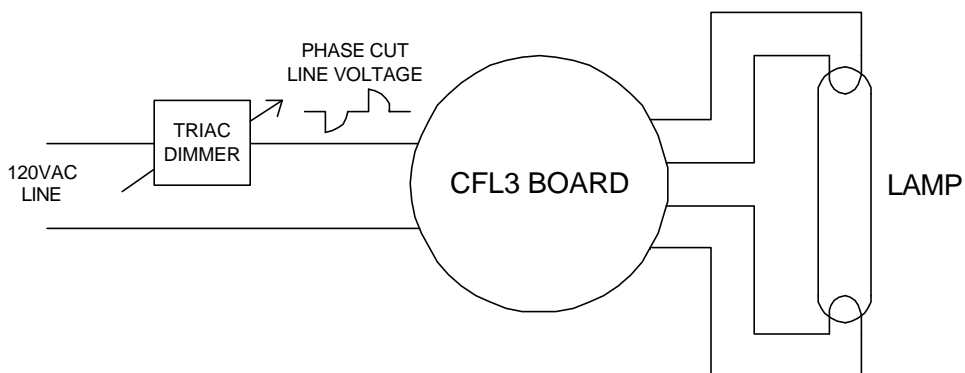 PHASE CUT
LINE VOLTAGE
TRIAC
DIMMER
120VAC
LINE
CFL3 BOARD
LAMP